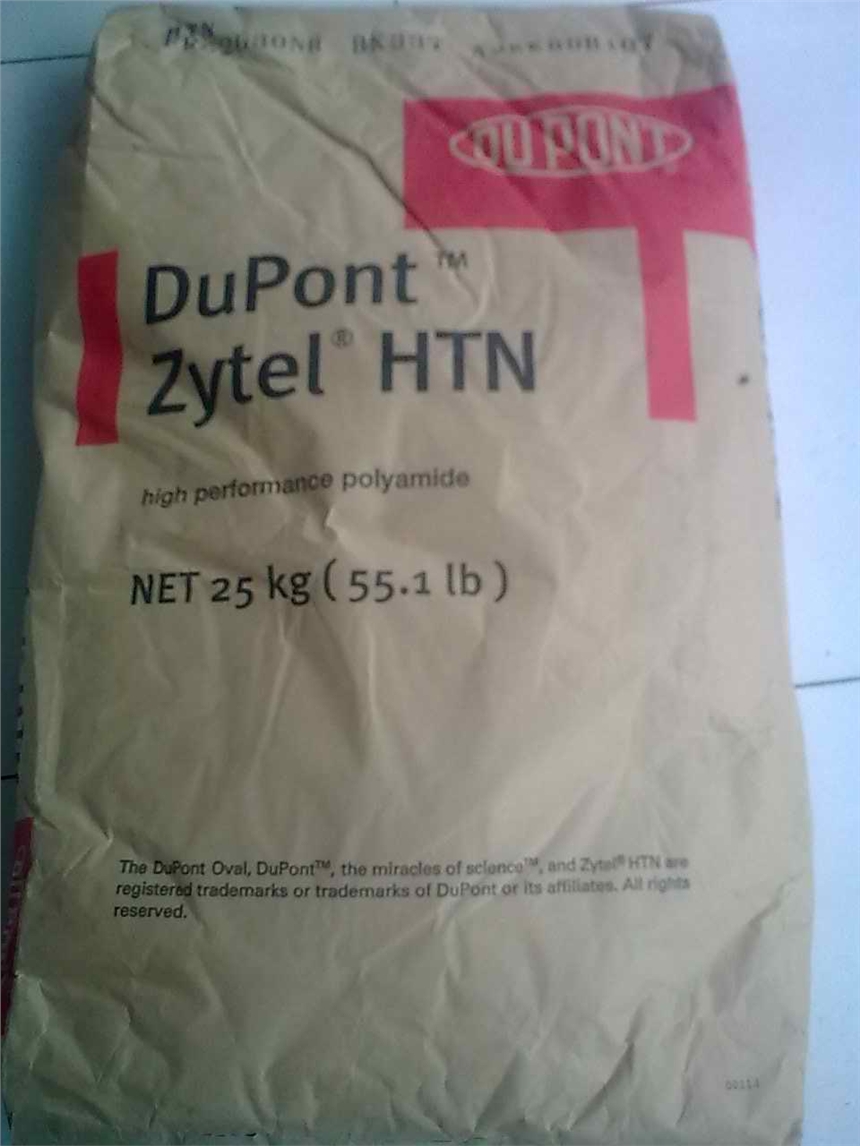 HTN
DU PONT
DuPont™
Zytel® HTN
high performance polyamide
NET 25 kg ( 55.1 lb )
The DuPont Oval, DuPont™, the miracles of science™, and Zytel® HTN are
registered trademarks or trademarks of DuPont or its affiliates. All rights
reserved.